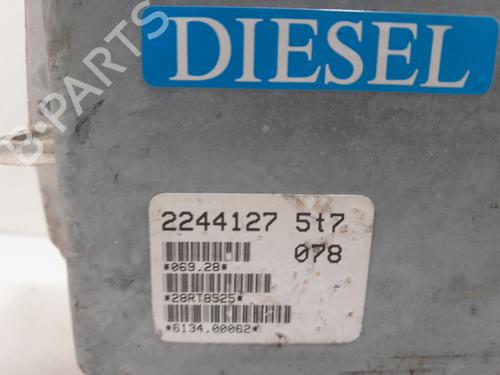 DIESEL
B-PARTS
2244127 5t7
078
*069.28*
*28RT8525*
*6134.00062*